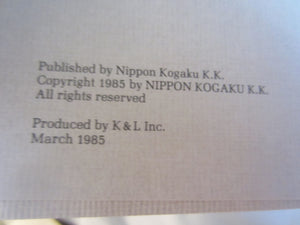 Published by Nippon Kogaku K.K.
Copyright 1985 by NIPPON KOGAKU K.K.
All rights reserved
Produced by K & L Inc.
March 1985